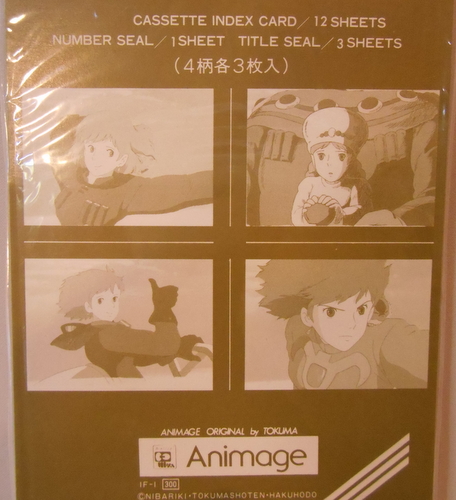 CASSETTE INDEX CARD / 12 SHEETS
NUMBER SEAL / 1 SHEET TITLE SEAL / 3 SHEETS
(4柄各3枚入)
ANIMAGE ORIGINAL by TOKUMA
Animage
IF-1 300
©NIBARIKI・TOKUMASHOTEN・HAKUHODO